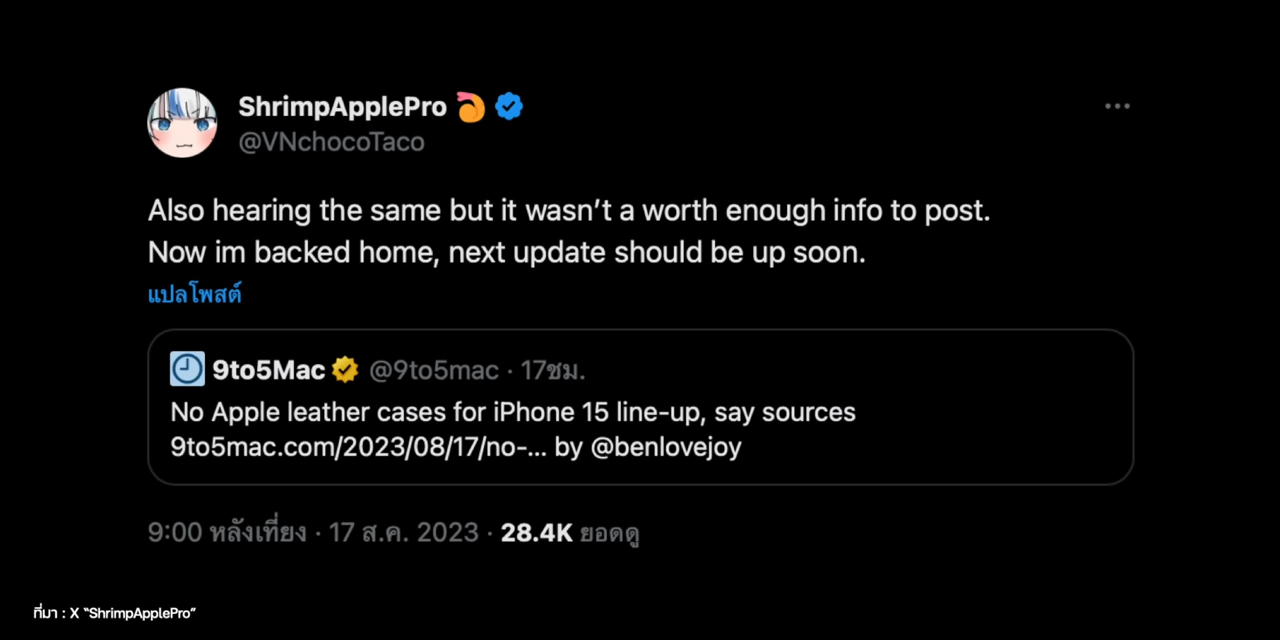 ShrimpApplePro 🍤
@VNchocoTaco
Also hearing the same but it wasn’t a worth enough info to post.
Now im backed home, next update should be up soon.
แปลโพสต์
9to5Mac @9to5mac · 17ชม.
No Apple leather cases for iPhone 15 line-up, say sources
9to5mac.com/2023/08/17/no-... by @benlovejoy
9:00 หลังเที่ยง · 17 ส.ค. 2023 · 28.4K ยอดดู
ที่มา : X “ShrimpApplePro”